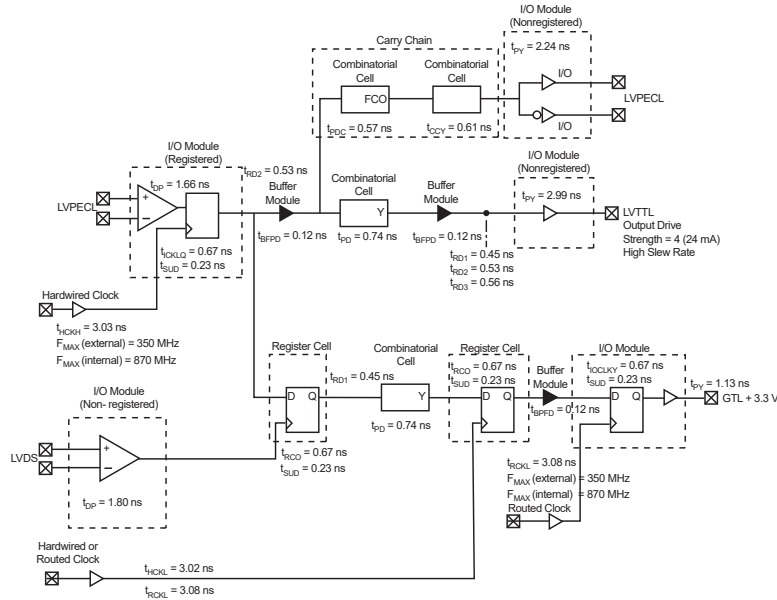 I/O Module
(Nonregistered)
Carry Chain
t_PY = 2.24 ns
Combinatorial
Cell
Combinatorial
Cell
I/O
FCO
LVPECL
I/O
t_PDC = 0.57 ns
t_CCY = 0.61 ns
I/O Module
(Registered)
t_RD2 = 0.53 ns
I/O Module
(Nonregistered)
t_DP = 1.66 ns
Buffer
Module
Combinatorial
Cell
Buffer
Module
t_PY = 2.99 ns
+
LVPECL
−
Y
LVTTL
Output Drive
Strength = 4 (24 mA)
High Slew Rate
t_BFPD = 0.12 ns
t_PD = 0.74 ns
t_BFPD = 0.12 ns
t_ICKLQ = 0.67 ns
t_SUD = 0.23 ns
t_RD1 = 0.45 ns
t_RD2 = 0.53 ns
t_RD3 = 0.56 ns
Hardwired Clock
t_HCKH = 3.03 ns
F_MAX (external) = 350 MHz
F_MAX (internal) = 870 MHz
Register Cell
Combinatorial
Cell
Register Cell
I/O Module
t_RD1 = 0.45 ns
t_RCO = 0.67 ns
t_SUD = 0.23 ns
Buffer
Module
t_IOCLKY = 0.67 ns
t_SUD = 0.23 ns
t_PY = 1.13 ns
D Q
Y
D Q
D Q
GTL + 3.3 V
t_BPFD = 0.12 ns
t_PD = 0.74 ns
I/O Module
(Non- registered)
+
LVDS
−
t_DP = 1.80 ns
t_RCO = 0.67 ns
t_SUD = 0.23 ns
t_RCKL = 3.08 ns
F_MAX (external) = 350 MHz
F_MAX (internal) = 870 MHz
Routed Clock
Hardwired or
Routed Clock
t_HCKL = 3.02 ns
t_RCKL = 3.08 ns